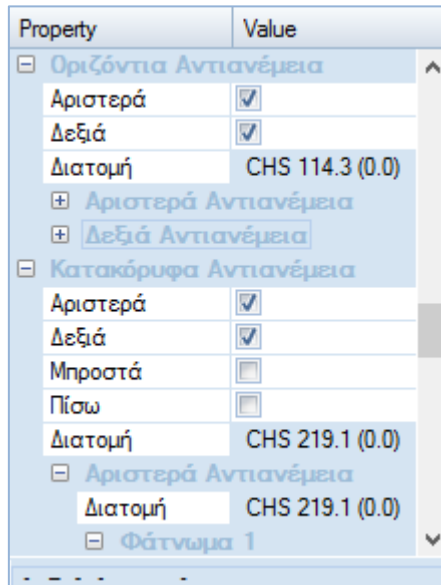 Property Value
Οριζόντια Αντιανέμεια
Αριστερά
Δεξιά
Διατομή CHS 114.3 (0.0)
Αριστερά Αντιανέμεια
Δεξιά Αντιανέμεια
Κατακόρυφα Αντιανέμεια
Αριστερά
Δεξιά
Μπροστά
Πίσω
Διατομή CHS 219.1 (0.0)
Αριστερά Αντιανέμεια
Διατομή CHS 219.1 (0.0)
Φάτνωμα 1